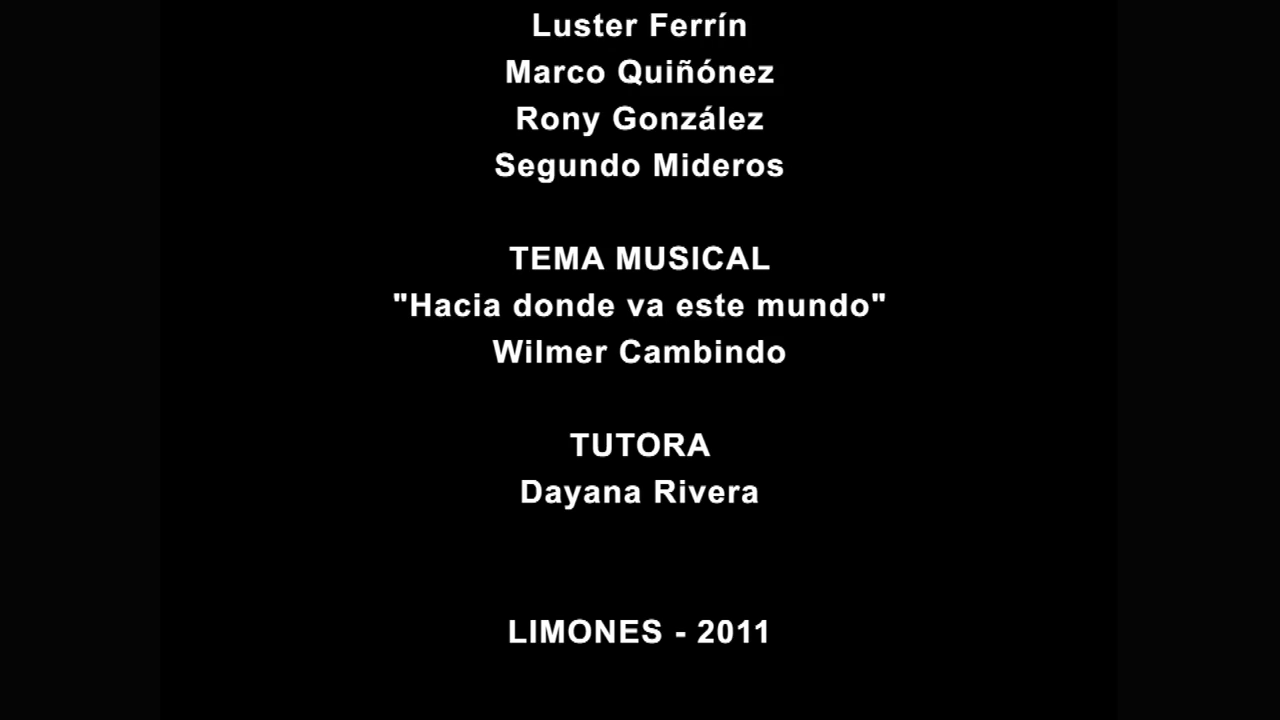 Luster Ferrín
Marco Quiñónez
Rony González
Segundo Mideros
TEMA MUSICAL
"Hacia donde va este mundo"
Wilmer Cambindo
TUTORA
Dayana Rivera
LIMONES - 2011